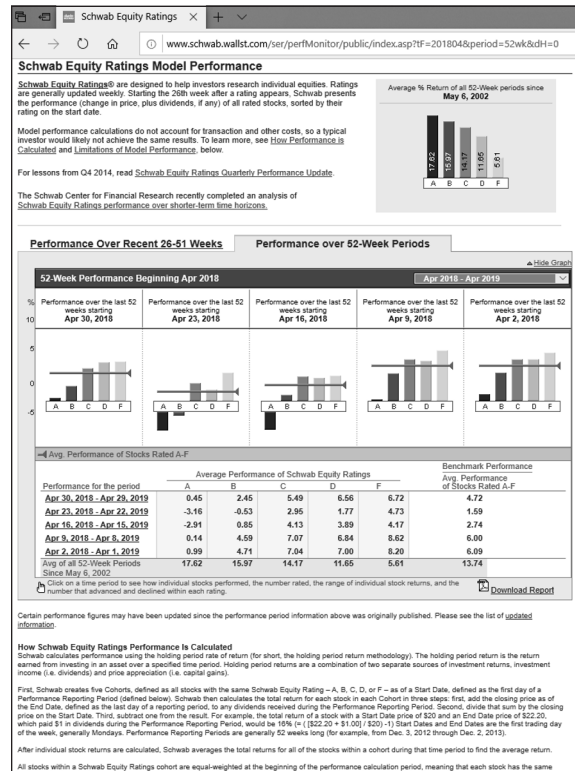 Schwab Equity Ratings
www.schwab.wallst.com/ser/perfMonitor/public/index.asp?tF=201804&period=52wk&dH=0
Schwab Equity Ratings Model Performance
Schwab Equity Ratings® are designed to help investors research individual equities. Ratings
are generally updated weekly. Starting the 26th week after a rating appears, Schwab presents
the performance (change in price, plus dividends, if any) of all rated stocks, sorted by their
rating on the start date.
Model performance calculations do not account for transaction and other costs, so a typical
investor would likely not achieve the same results. To learn more, see How Performance is
Calculated and Limitations of Model Performance, below.
For lessons from Q4 2014, read Schwab Equity Ratings Quarterly Performance Update.
The Schwab Center for Financial Research recently completed an analysis of
Schwab Equity Ratings performance over shorter-term time horizons.
Average % Return of all 52-Week periods since
May 6, 2002
17.62 15.97 14.17 11.65 5.61
A B C D F
Performance Over Recent 26-51 Weeks
Performance over 52-Week Periods
Hide Graph
52-Week Performance Beginning Apr 2018
Apr 2018 - Apr 2019
%
10
5
0
-5
Performance over the last 52
weeks starting
Apr 30, 2018
A B C D F
Performance over the last 52
weeks starting
Apr 23, 2018
A B C D F
Performance over the last 52
weeks starting
Apr 16, 2018
A B C D F
Performance over the last 52
weeks starting
Apr 9, 2018
A B C D F
Performance over the last 52
weeks starting
Apr 2, 2018
A B C D F
Avg. Performance of Stocks Rated A-F
Average Performance of Schwab Equity Ratings
Benchmark Performance
Performance for the period A B C D F Avg. Performance
of Stocks Rated A-F
Apr 30, 2018 - Apr 29, 2019 0.45 2.45 5.49 6.56 6.72 4.72
Apr 23, 2018 - Apr 22, 2019 -3.16 -0.53 2.95 1.77 4.73 1.59
Apr 16, 2018 - Apr 15, 2019 -2.91 0.85 4.13 3.89 4.17 2.74
Apr 9, 2018 - Apr 8, 2019 0.14 4.59 7.07 6.84 8.62 6.00
Apr 2, 2018 - Apr 1, 2019 0.99 4.71 7.04 7.00 8.20 6.09
Avg of all 52-Week Periods 17.62 15.97 14.17 11.65 5.61 13.74
Since May 6, 2002
Click on a time period to see how individual stocks performed, the number rated, the range of individual stock returns, and the
number that advanced and declined within each rating.
Download Report
Certain performance figures may have been updated since the performance period information above was originally published. Please see the list of updated
information.
How Schwab Equity Ratings Performance Is Calculated
Schwab calculates performance using the holding period rate of return (for short, the holding period return methodology). The holding period return is the return
earned from investing in an asset over a specified time period. Holding period returns are a combination of two separate sources of investment returns, investment
income (i.e. dividends) and price appreciation (i.e. capital gains).
First, Schwab creates five Cohorts, defined as all stocks with the same Schwab Equity Rating – A, B, C, D, or F – as of a Start Date, defined as the first day of a
Performance Reporting Period (defined below). Schwab then calculates the total return for each stock in each Cohort in three steps: first, add the closing price as of
the End Date, defined as the last day of a reporting period, to any dividends received during the Performance Reporting Period. Second, divide that sum by the closing
price on the Start Date. Third, subtract one from the result. For example, the total return of a stock with a Start Date price of $20 and an End Date price of $22.20,
which paid $1 in dividends during the Performance Reporting Period, would be 16% (= ( [$22.20 + $1.00] / $20) -1) Start Dates and End Dates are the first trading day
of the week, generally Mondays. Performance Reporting Periods are generally 52 weeks long (for example, from Dec. 3, 2012 through Dec. 2, 2013).
After individual stock returns are calculated, Schwab averages the total returns for all of the stocks within a cohort during that time period to find the average return.
All stocks within a Schwab Equity Ratings cohort are equal-weighted at the beginning of the performance calculation period, meaning that each stock has the same